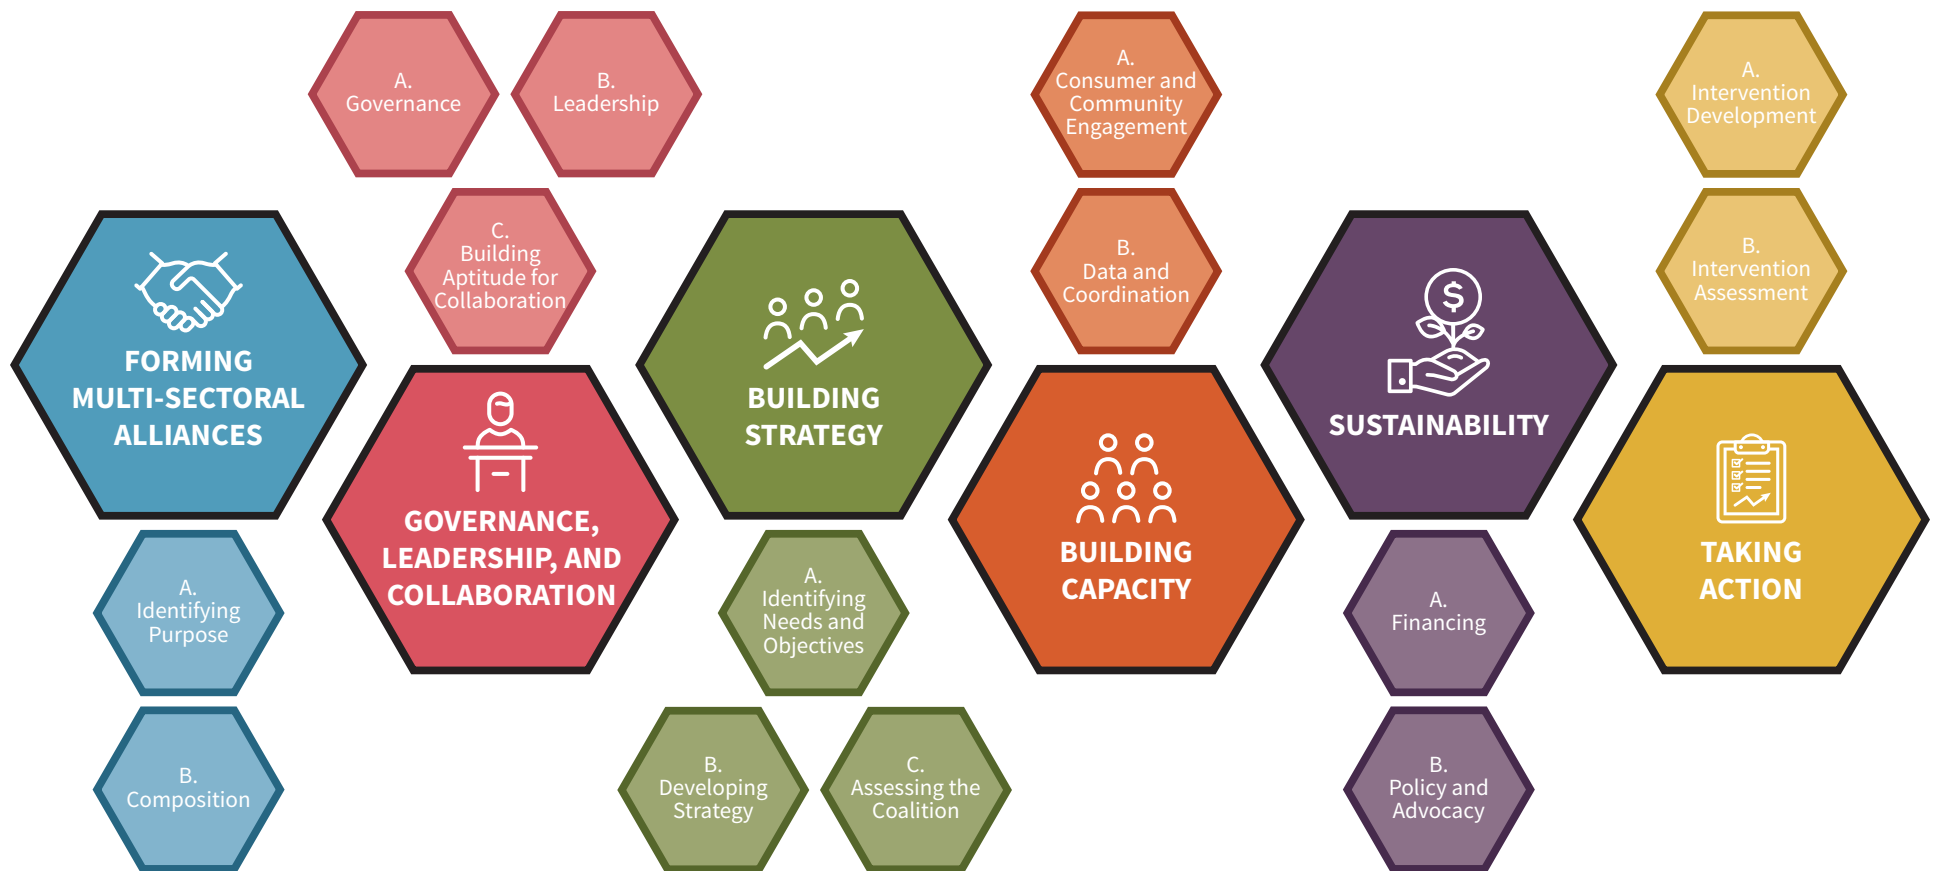 FORMING
MULTI-SECTORAL
ALLIANCES
A.
Identifying
Purpose
B.
Composition
A.
Governance
B.
Leadership
C.
Building
Aptitude for
Collaboration
GOVERNANCE,
LEADERSHIP, AND
COLLABORATION
BUILDING
STRATEGY
A.
Identifying
Needs and
Objectives
B.
Developing
Strategy
C.
Assessing the
Coalition
A.
Consumer and
Community
Engagement
B.
Data and
Coordination
BUILDING
CAPACITY
$
SUSTAINABILITY
A.
Financing
B.
Policy and
Advocacy
A.
Intervention
Development
B.
Intervention
Assessment
TAKING
ACTION